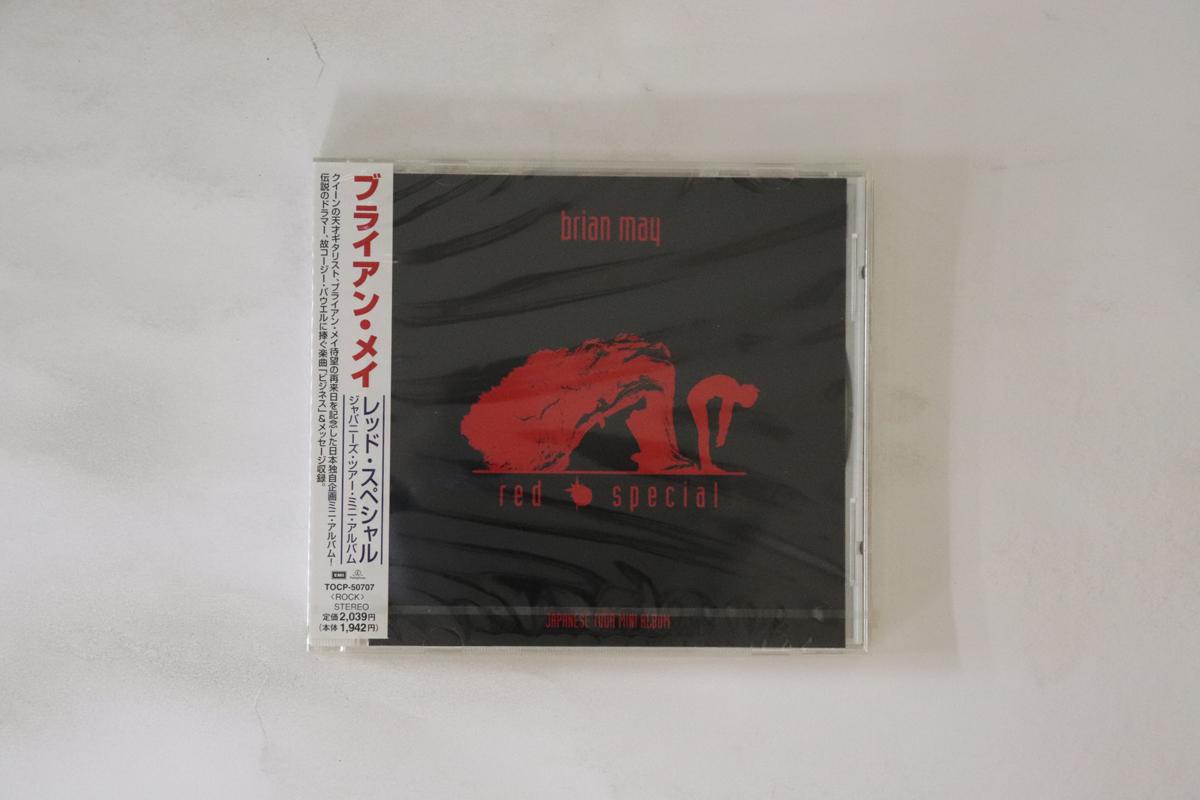 ブライアン・メイ
クイーンの天才ギタリスト、ブライアン・メイ待望の再来日を記念した日本独自企画ミニ・アルバム!
伝説のドラマー、故コージー・パウエルに捧ぐ楽曲「ビジネス」&メッセージ収録。
レッド・スペシャル
ジャパニーズ・ツアー・ミニ・アルバム
EMI
Parlophone
TOCP-50707
〈ROCK〉
STEREO
定価2,039円
(本体1,942円)
brian may
red special
JAPANESE TOUR MINI ALBUM